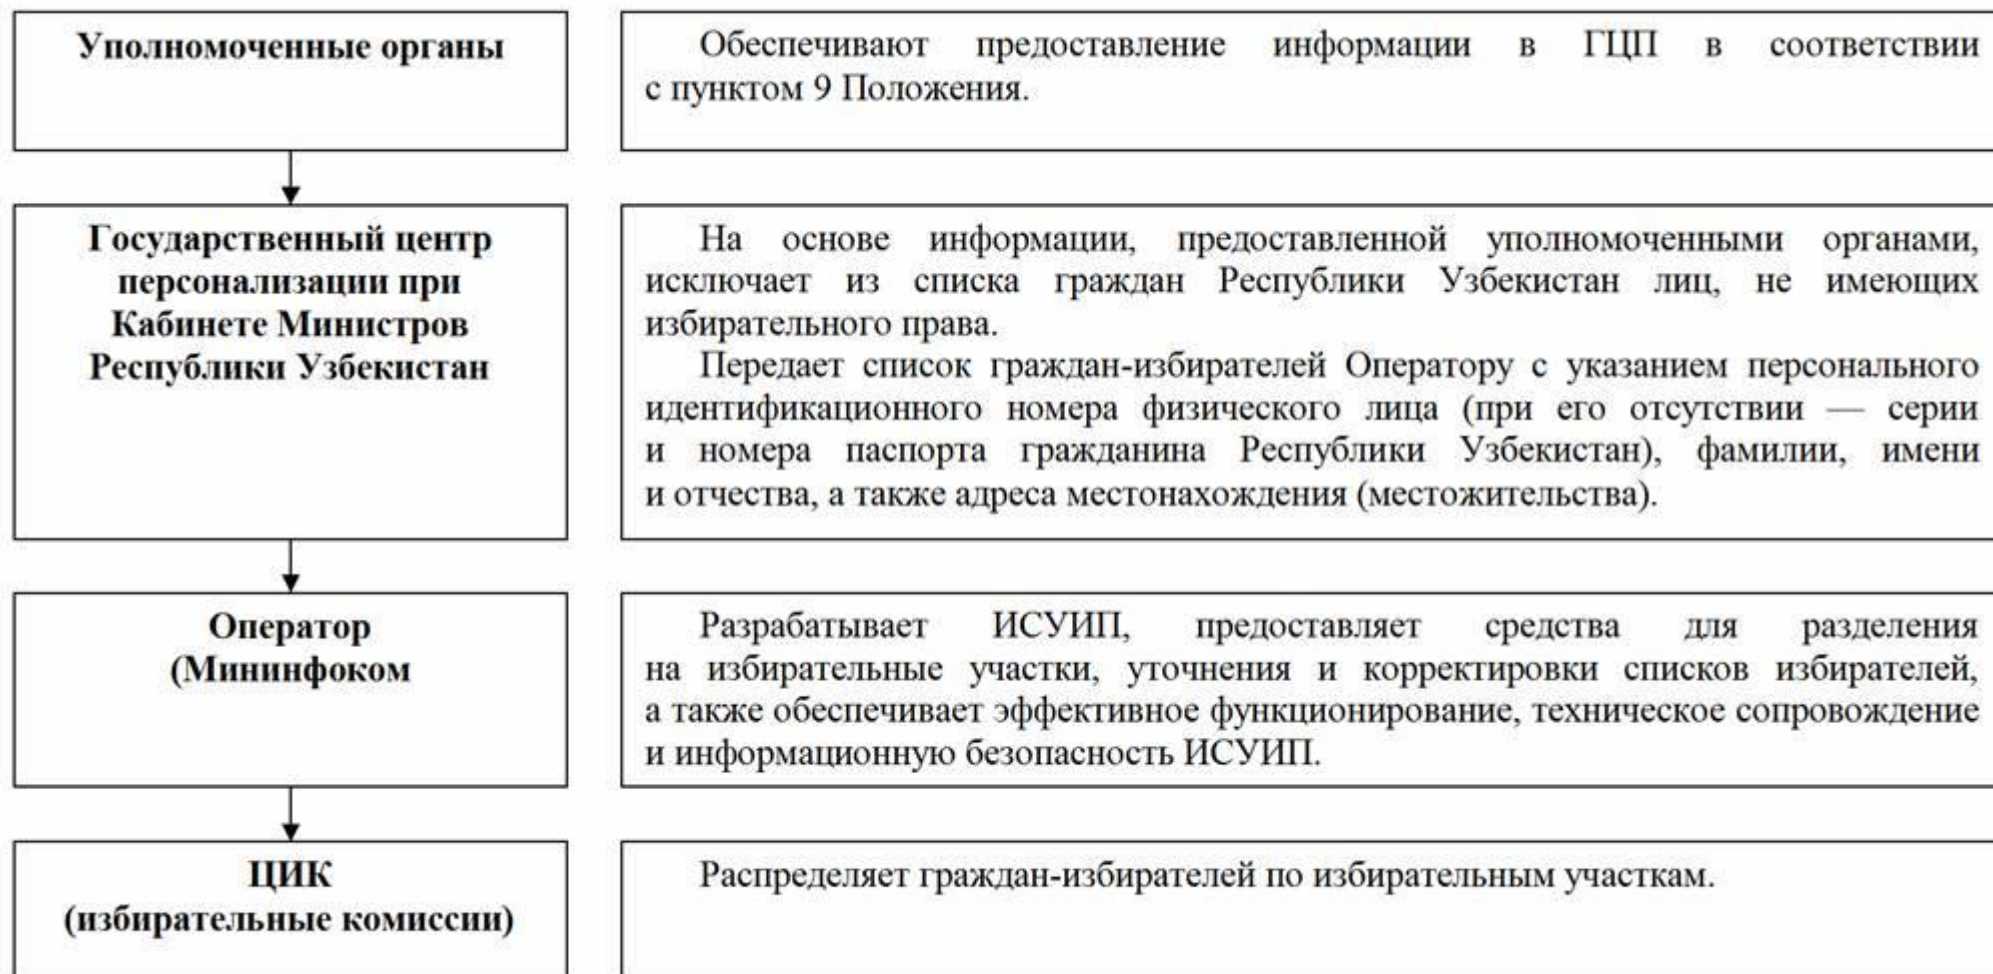 Уполномоченные органы
Обеспечивают предоставление информации в ГЦП в соответствии
с пунктом 9 Положения.
Государственный центр
персонализации при
Кабинете Министров
Республики Узбекистан
На основе информации, предоставленной уполномоченными органами,
исключает из списка граждан Республики Узбекистан лиц, не имеющих
избирательного права.
Передает список граждан-избирателей Оператору с указанием персонального
идентификационного номера физического лица (при его отсутствии — серии
и номера паспорта гражданина Республики Узбекистан), фамилии, имени
и отчества, а также адреса местонахождения (местожительства).
Оператор
(Мининфоком
Разрабатывает ИСУИП, предоставляет средства для разделения
на избирательные участки, уточнения и корректировки списков избирателей,
а также обеспечивает эффективное функционирование, техническое сопровождение
и информационную безопасность ИСУИП.
ЦИК
(избирательные комиссии)
Распределяет граждан-избирателей по избирательным участкам.